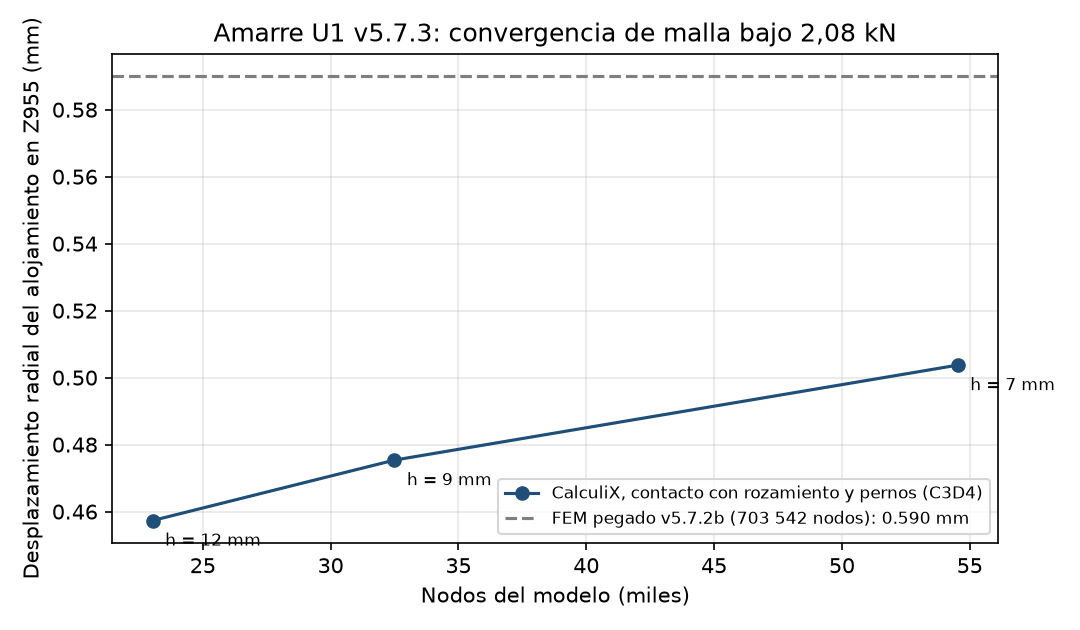 Amarre U1 v5.7.3: convergencia de malla bajo 2,08 kN
Desplazamiento radial del alojamiento en Z955 (mm)
0.58
0.56
0.54
0.52
0.50
0.48
0.46
h = 12 mm
h = 9 mm
h = 7 mm
CalculiX, contacto con rozamiento y pernos (C3D4)
FEM pegado v5.7.2b (703 542 nodos): 0.590 mm
25 30 35 40 45 50 55
Nodos del modelo (miles)